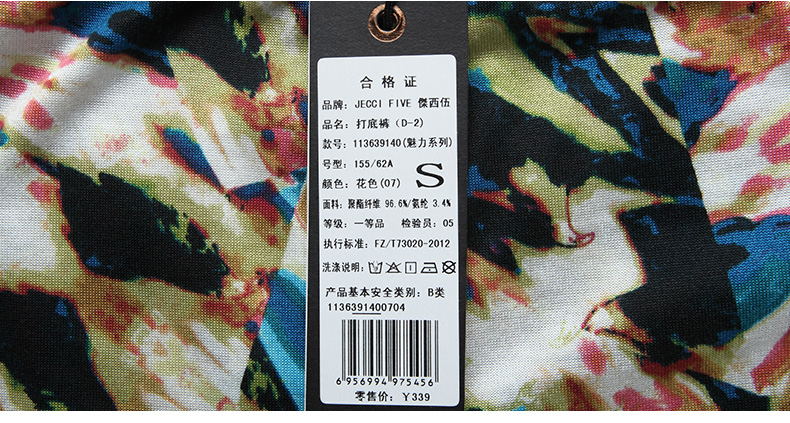 合格证
品牌: JECCI FIVE 傑西伍
品名: 打底裤 (D-2)
款号: 113639140(魅力系列)
号型: 155/62A
颜色: 花色(07) S
面料: 聚酯纤维 96.6%/氨纶 3.4%
等级: 一等品 检验员: 05
执行标准: FZ/T73020-2012
洗涤说明:
产品基本安全类别: B类
1136391400704
6 956994 975456
零售价: Y339